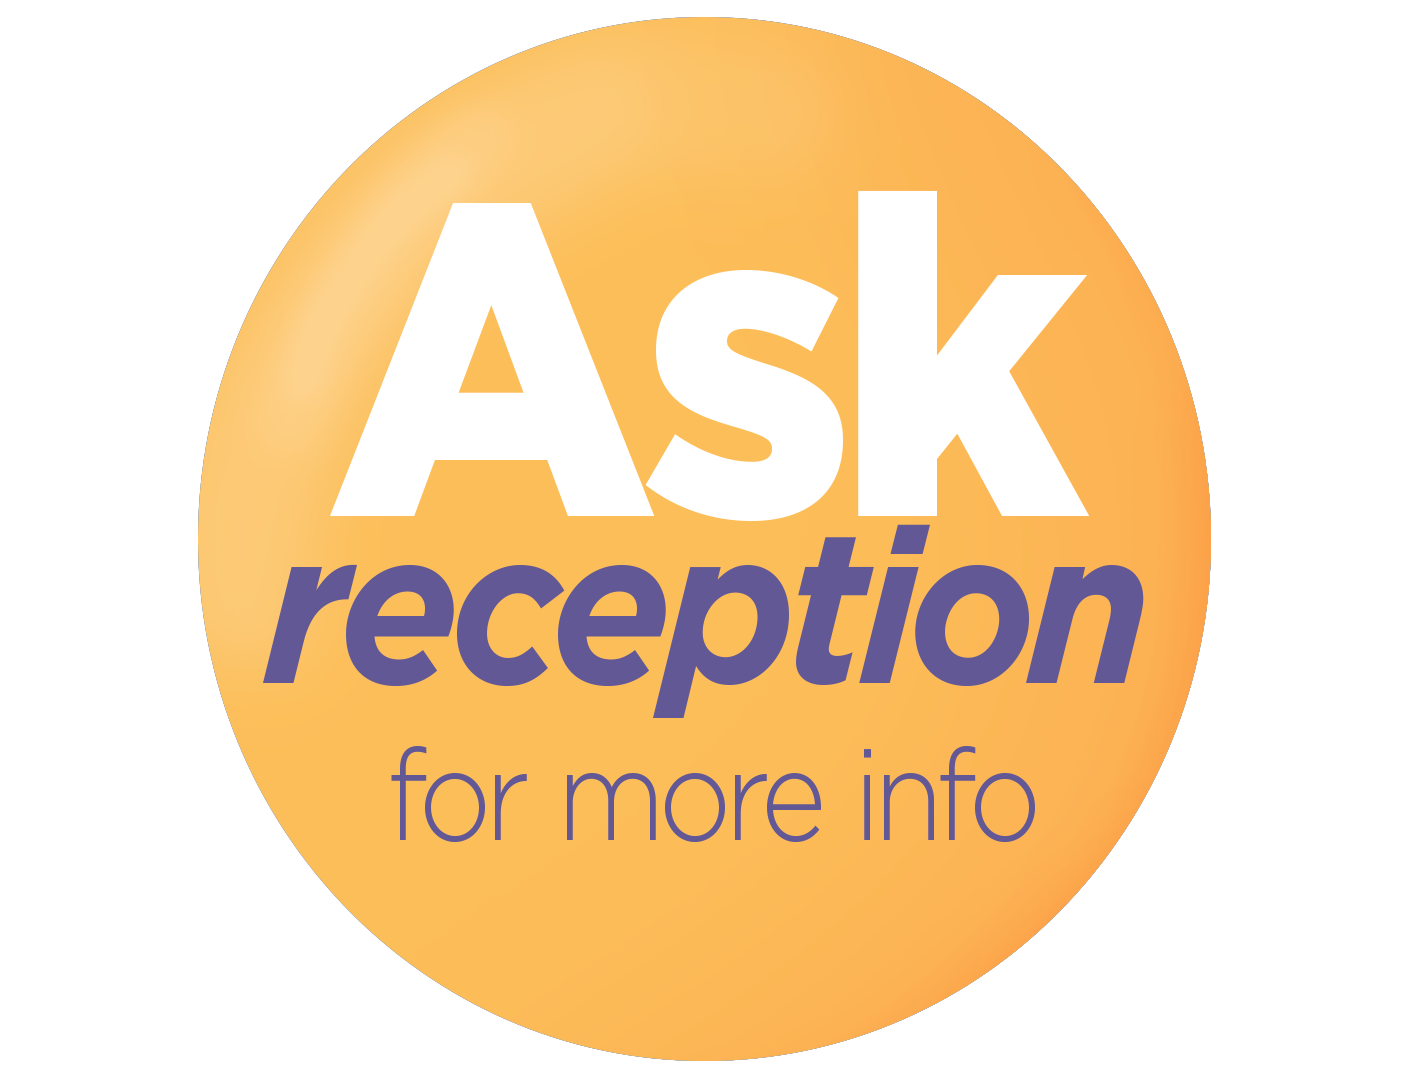 Ask
reception
for more info